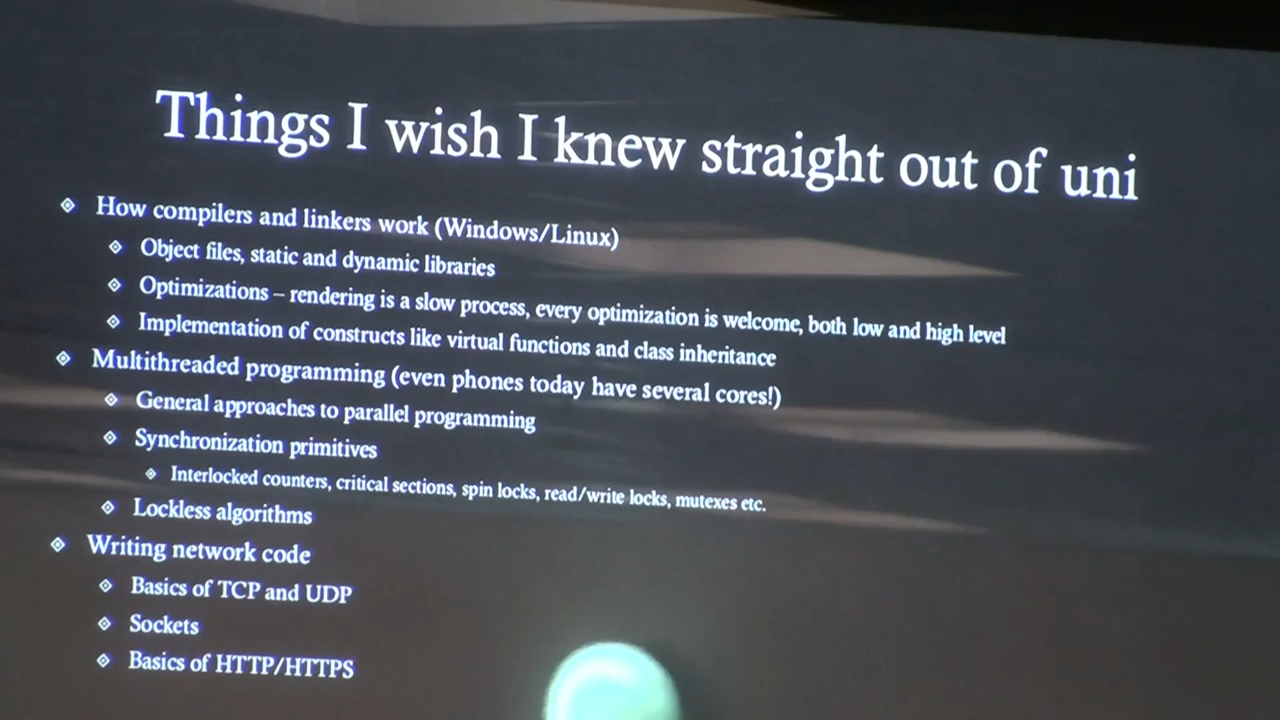 Things I wish I knew straight out of uni
How compilers and linkers work (Windows/Linux)
Object files, static and dynamic libraries
Optimizations – rendering is a slow process, every optimization is welcome, both low and high level
Implementation of constructs like virtual functions and class inheritance
Multithreaded programming (even phones today have several cores!)
General approaches to parallel programming
Synchronization primitives
Interlocked counters, critical sections, spin locks, read/write locks, mutexes etc.
Lockless algorithms
Writing network code
Basics of TCP and UDP
Sockets
Basics of HTTP/HTTPS